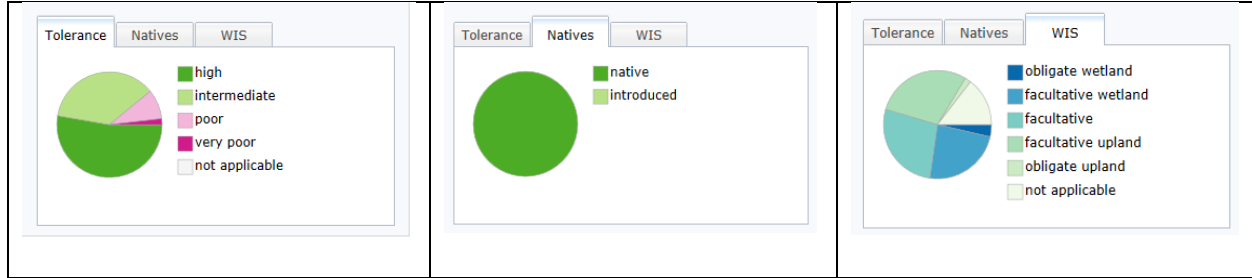 Tolerance Natives WIS
high
intermediate
poor
very poor
not applicable
Tolerance Natives WIS
native
introduced
Tolerance Natives WIS
obligate wetland
facultative wetland
facultative
facultative upland
obligate upland
not applicable